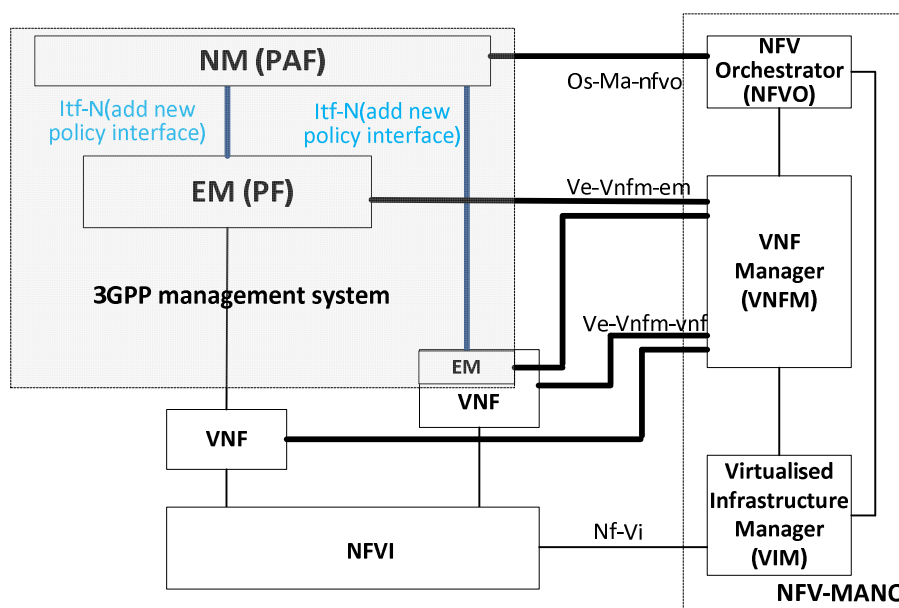 NM (PAF)
NFV
Orchestrator
(NFVO)
Os-Ma-nfvo
Itf-N(add new
policy interface)
Itf-N(add new
policy interface)
EM (PF)
Ve-Vnfm-em
VNF
Manager
(VNFM)
3GPP management system
Ve-Vnfm-vnf
EM
VNF
VNF
Virtualised
Infrastructure
Manager
(VIM)
Nf-Vi
NFVI
NFV-MANO